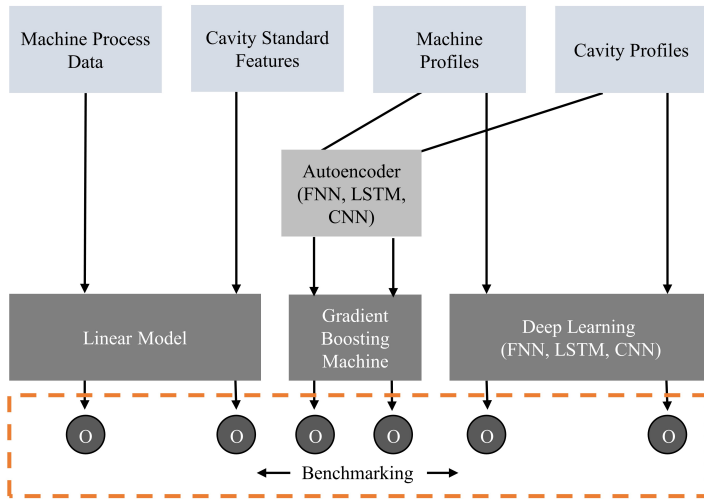 Machine Process
Data
Cavity Standard
Features
Machine
Profiles
Cavity Profiles
Autoencoder
(FNN, LSTM,
CNN)
Linear Model
Gradient
Boosting
Machine
Deep Learning
(FNN, LSTM, CNN)
O
O
O
O
O
O
Benchmarking